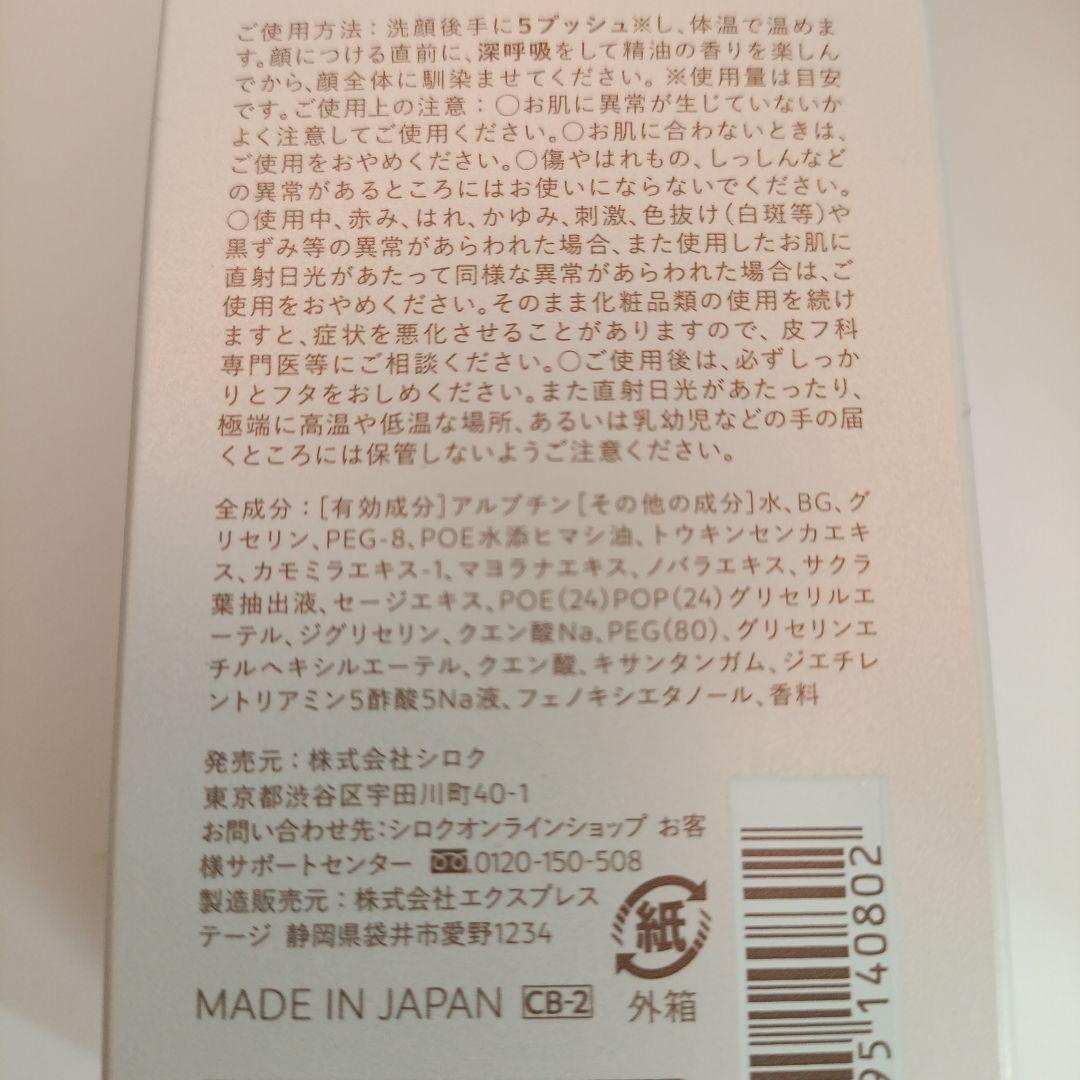 ご使用方法：洗顔後手に5プッシュ※し、体温で温めま
す。顔につける直前に、深呼吸をして精油の香りを楽しん
でから、顔全体に馴染ませてください。※使用量は目安
です。ご使用上の注意：○お肌に異常が生じていないか
よく注意してご使用ください。○お肌に合わないときは、
ご使用をおやめください。○傷やはれもの、しっしんなど
の異常があるところにはお使いにならないでください。
○使用中、赤み、はれ、かゆみ、刺激、色抜け(白斑等)や
黒ずみ等の異常があらわれた場合、また使用したお肌に
直射日光があたって同様な異常があらわれた場合は、ご
使用をおやめください。そのまま化粧品類の使用を続け
ますと、症状を悪化させることがありますので、皮フ科
専門医等にご相談ください。○ご使用後は、必ずしっか
りとフタをおしめください。また直射日光があたったり、
極端に高温や低温な場所、あるいは乳幼児などの手の届
くところには保管しないようご注意ください。
全成分：[有効成分]アルブチン[その他の成分]水、BG、グ
リセリン、PEG-8、POE水添ヒマシ油、トウキンセンカエキ
ス、カモミラエキス-1、マヨラナエキス、ノバラエキス、サクラ
葉抽出液、セージエキス、POE(24)POP(24)グリセリルエ
ーテル、ジグリセリン、クエン酸Na、PEG(80)、グリセリンエ
チルヘキシルエーテル、クエン酸、キサンタンガム、ジエチレ
ントリアミン5酢酸5Na液、フェノキシエタノール、香料
発売元：株式会社シロク
東京都渋谷区宇田川町40-1
お問い合わせ先：シロクオンラインショップ お客
様サポートセンター 0120-150-508
製造販売元：株式会社エクスプレス
テージ 静岡県袋井市愛野1234
紙
MADE IN JAPAN CB-2 外箱
95140802